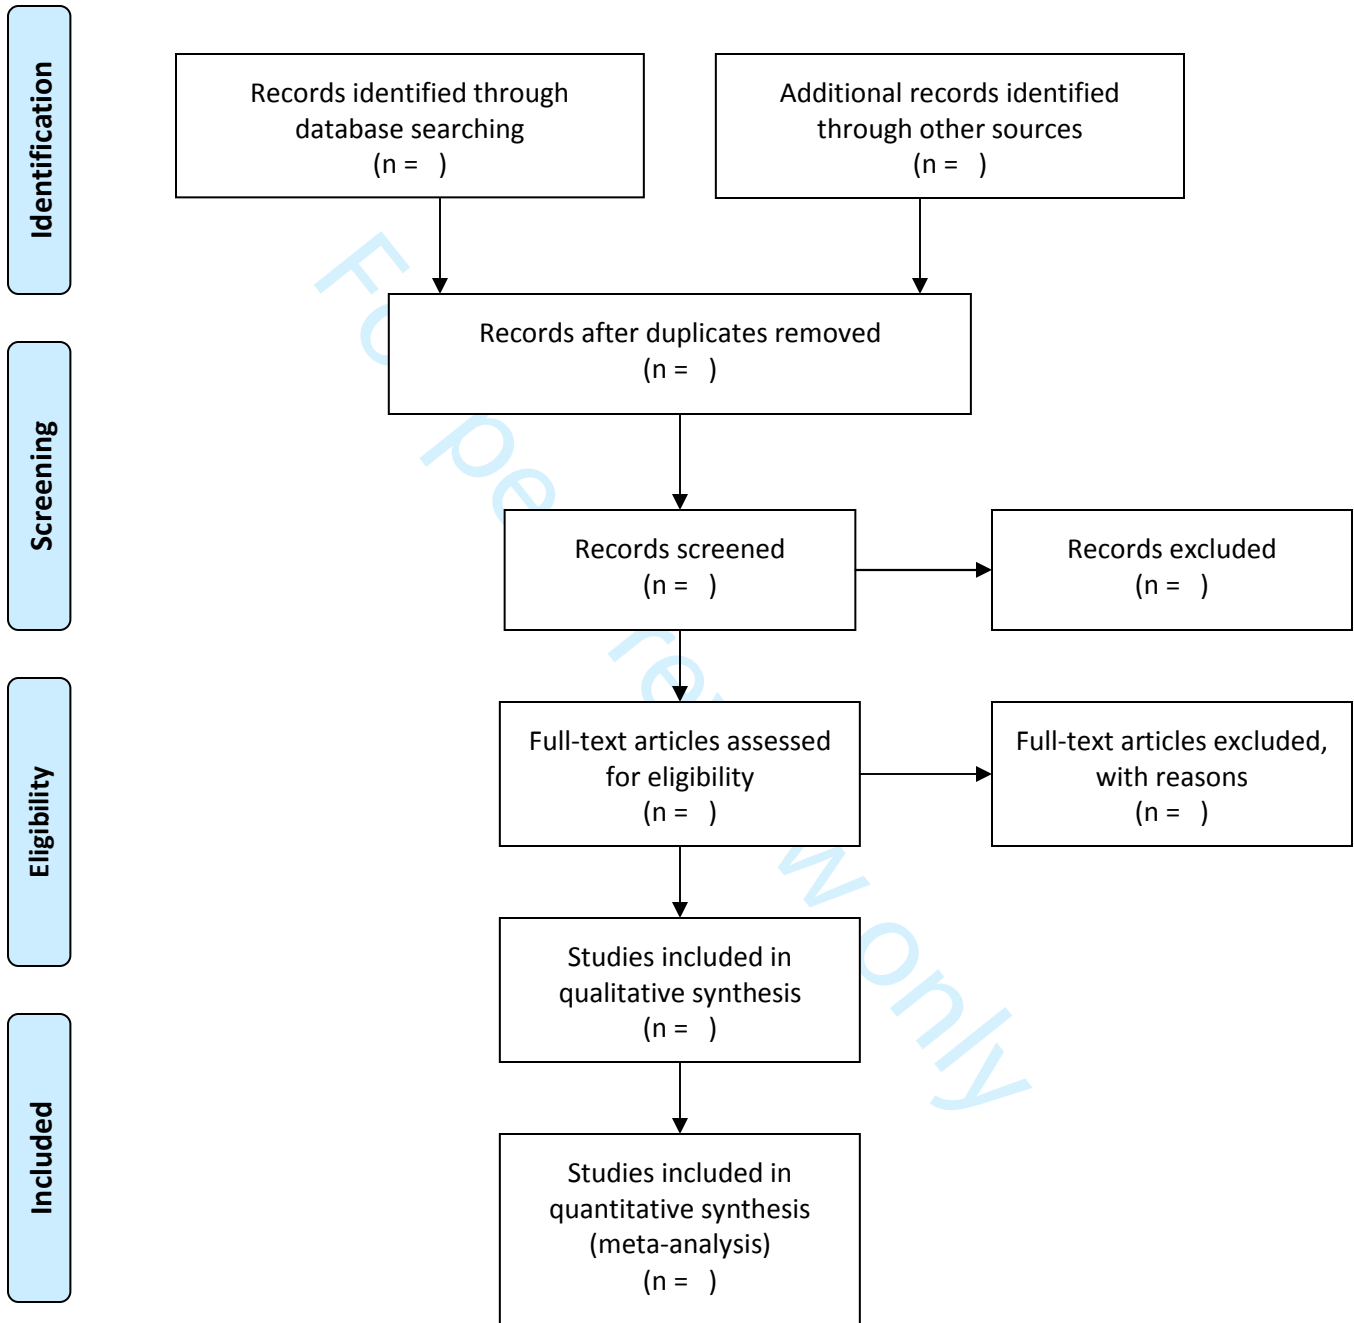 Identification
Records identified through
database searching
(n =   )
Additional records identified
through other sources
(n =   )
Records after duplicates removed
(n =   )
Screening
Records screened
(n =   )
Records excluded
(n =   )
Eligibility
Full-text articles assessed
for eligibility
(n =   )
Full-text articles excluded,
with reasons
(n =   )
Studies included in
qualitative synthesis
(n =   )
Included
Studies included in
quantitative synthesis
(meta-analysis)
(n =   )
For peer review only